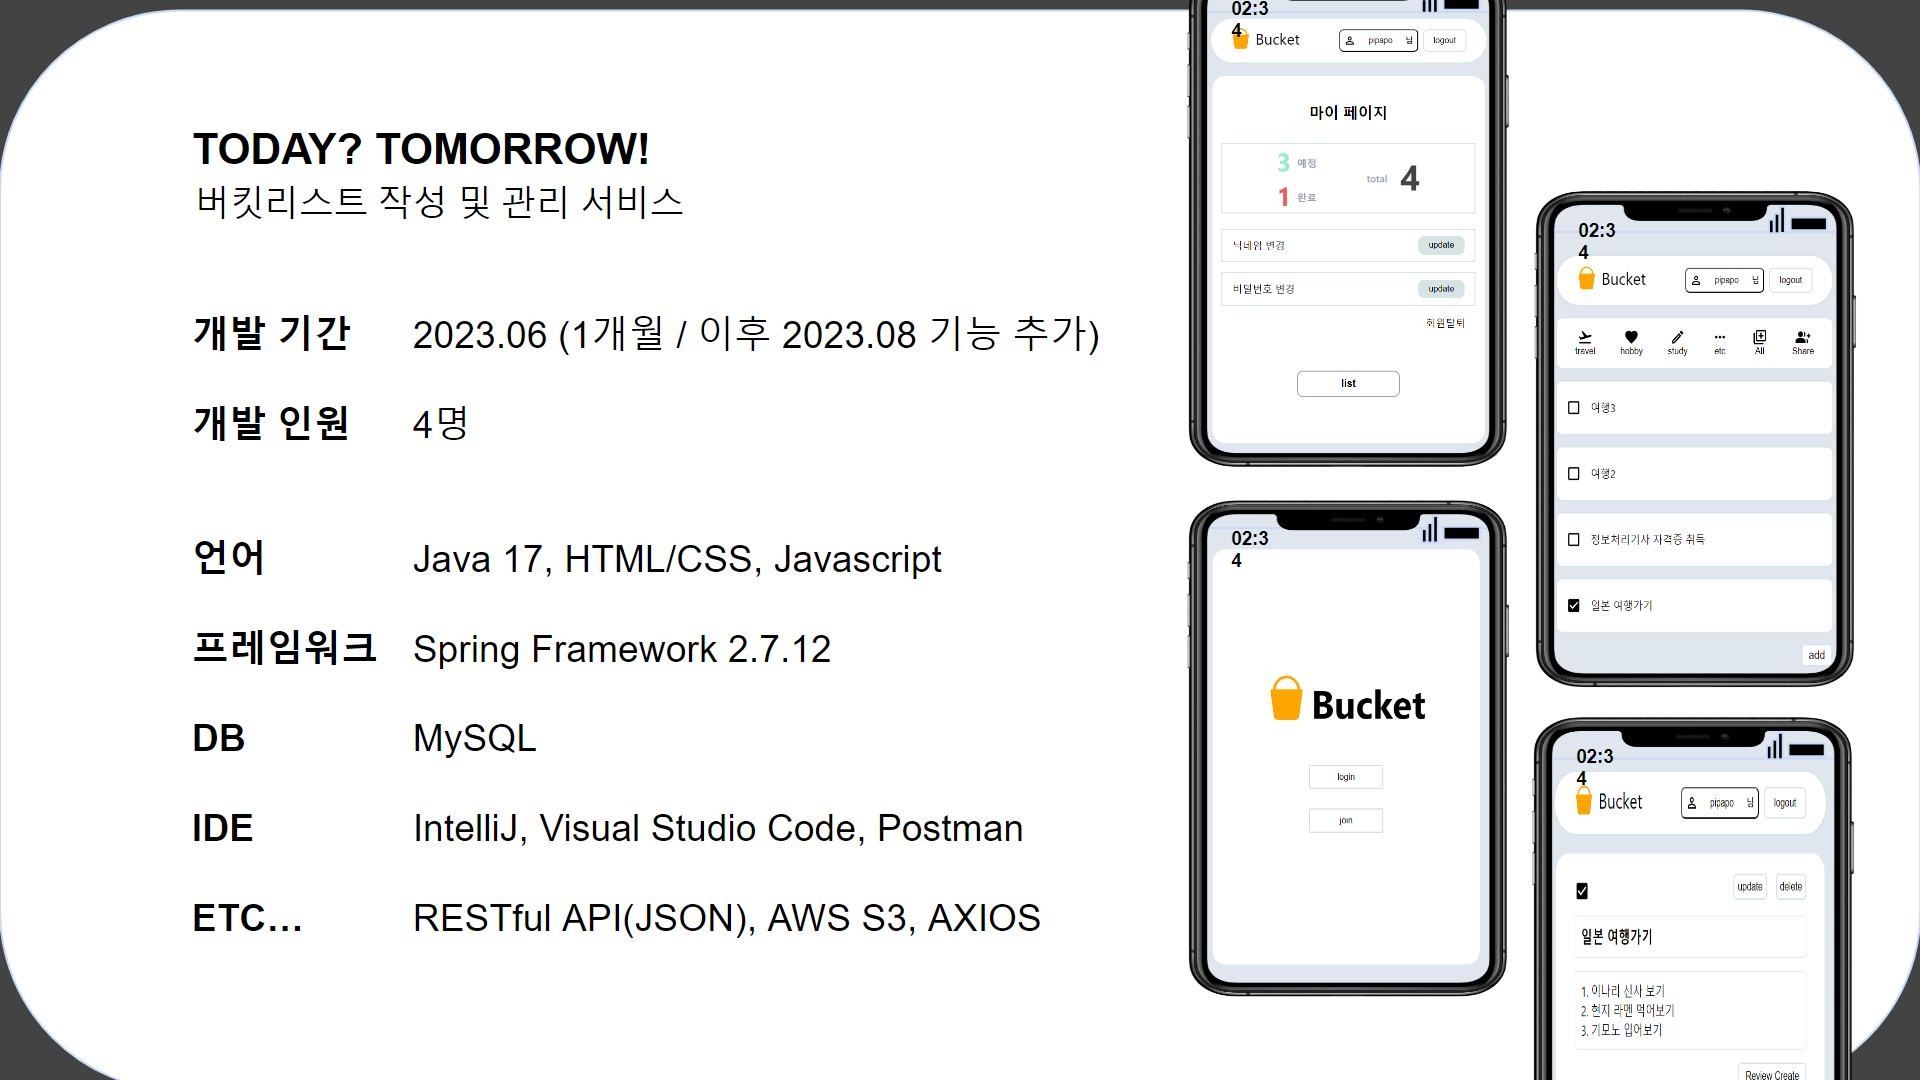 TODAY? TOMORROW!
버킷리스트 작성 및 관리 서비스
개발 기간 2023.06 (1개월 / 이후 2023.08 기능 추가)
개발 인원 4명
언어 Java 17, HTML/CSS, Javascript
프레임워크 Spring Framework 2.7.12
DB MySQL
IDE IntelliJ, Visual Studio Code, Postman
ETC... RESTful API(JSON), AWS S3, AXIOS
02:3
4
Bucket pipapo 님 logout
마이 페이지
3 예정
total 4
1 완료
닉네임 변경 update
비밀번호 변경 update
회원탈퇴
list
02:3
4
Bucket
login
join
02:3
4
Bucket pipapo 님 logout
travel hobby study etc All Share
여행3
여행2
정보처리기사 자격증 취득
일본 여행가기
add
02:3
4
Bucket pipapo 님 logout
update delete
일본 여행가기
1. 이나리 신사 보기
2. 현지 라멘 먹어보기
3. 기모노 입어보기
Review Create